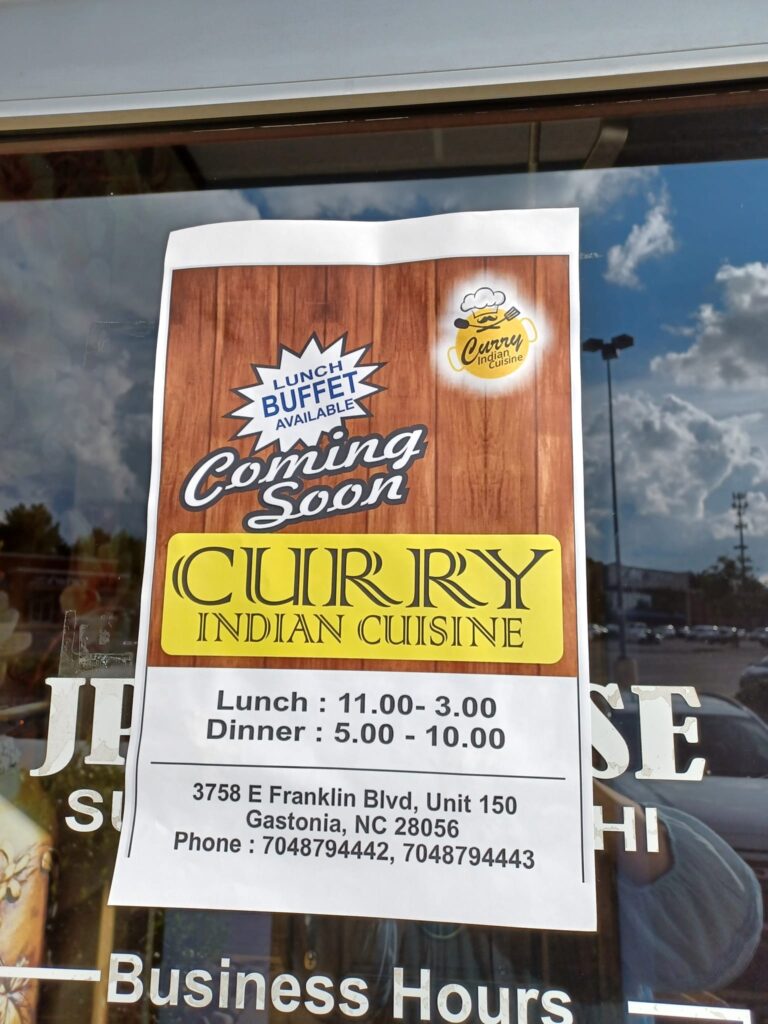 Curry
Indian
Cuisine
LUNCH
BUFFET
AVAILABLE
Coming
Soon
CURRY
INDIAN CUISINE
Lunch : 11.00- 3.00
Dinner : 5.00 - 10.00
3758 E Franklin Blvd, Unit 150
Gastonia, NC 28056
Phone : 7048794442, 7048794443
Business Hours